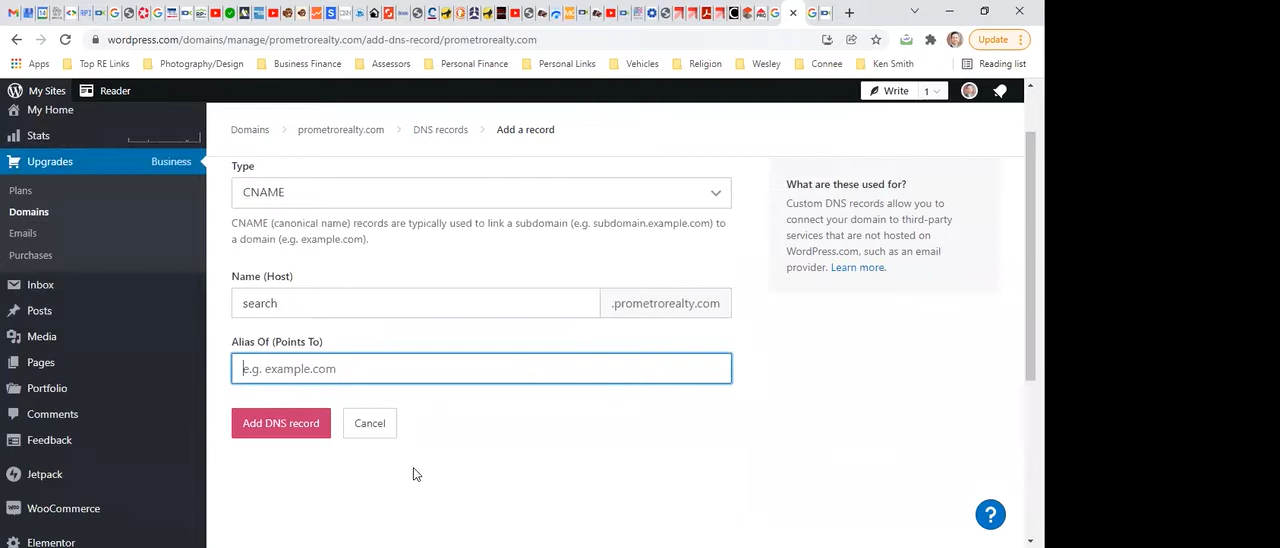 wordpress.com/domains/manage/prometrorealty.com/add-dns-record/prometrorealty.com
Update
Apps
Top RE Links
Photography/Design
Business Finance
Assessors
Personal Finance
Personal Links
Vehicles
Religion
Wesley
Connee
Ken Smith
Reading list
My Sites
Reader
Write
1
My Home
Stats
Upgrades
Business
Plans
Domains
Emails
Purchases
Inbox
Posts
Media
Pages
Portfolio
Comments
Feedback
Jetpack
WooCommerce
Elementor
Domains > prometrorealty.com > DNS records > Add a record
Type
CNAME
CNAME (canonical name) records are typically used to link a subdomain (e.g. subdomain.example.com) to
a domain (e.g. example.com).
Name (Host)
search
.prometrorealty.com
Alias Of (Points To)
e.g. example.com
Add DNS record
Cancel
What are these used for?
Custom DNS records allow you to
connect your domain to third-party
services that are not hosted on
WordPress.com, such as an email
provider. Learn more.
?